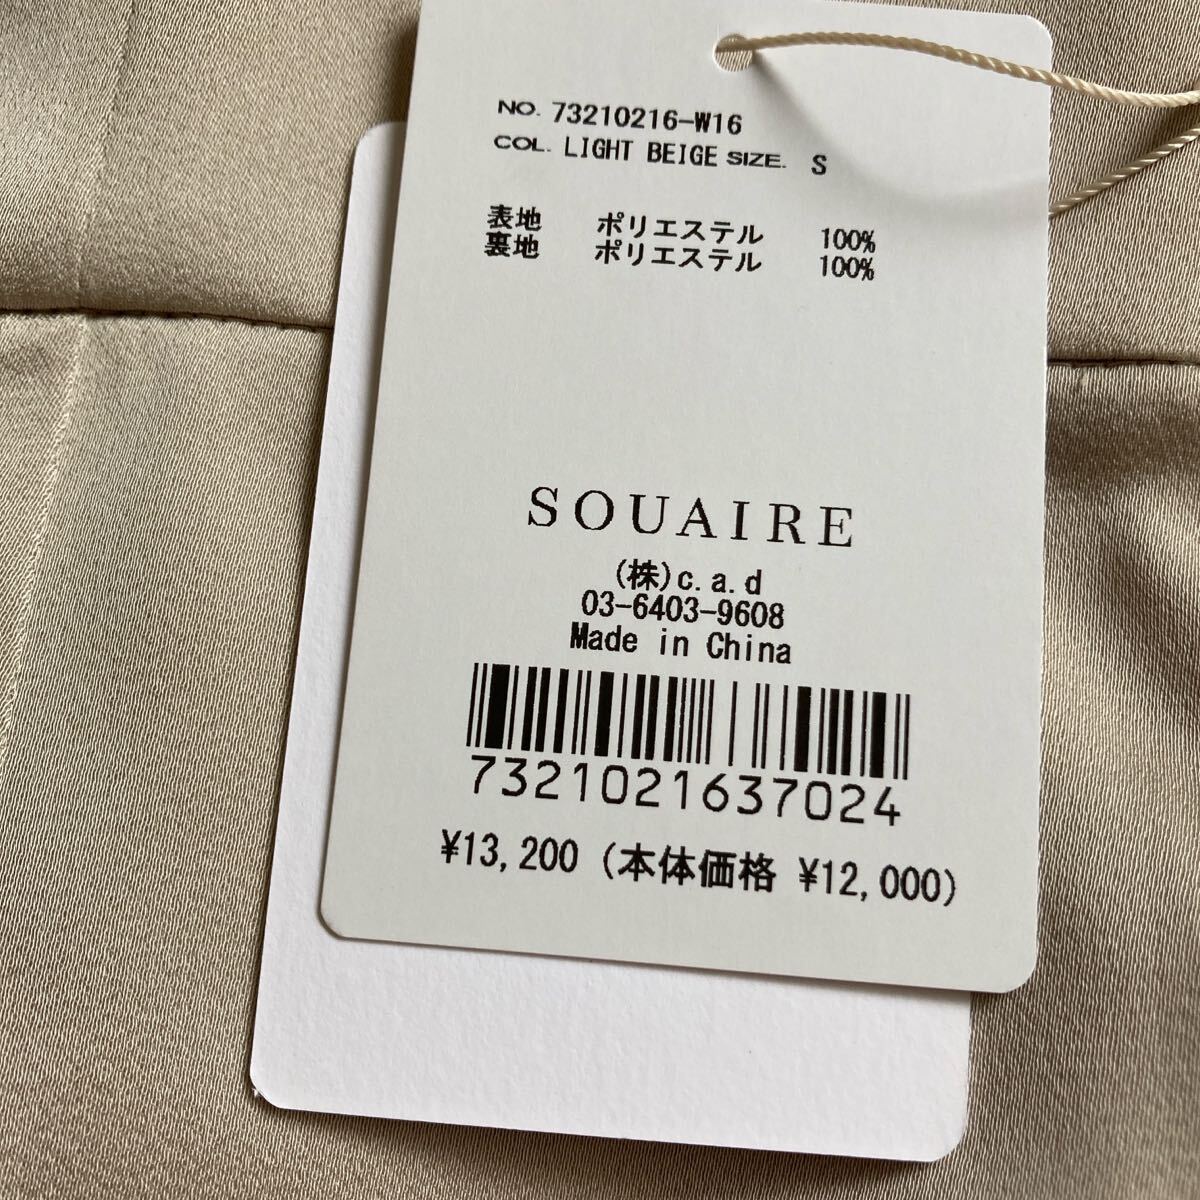 NO. 73210216-W16
COL. LIGHT BEIGE SIZE. S
表地 ポリエステル 100%
裏地 ポリエステル 100%
SOUAIRE
(株)c.a.d
03-6403-9608
Made in China
7321021637024
¥13,200 (本体価格 ¥12,000)